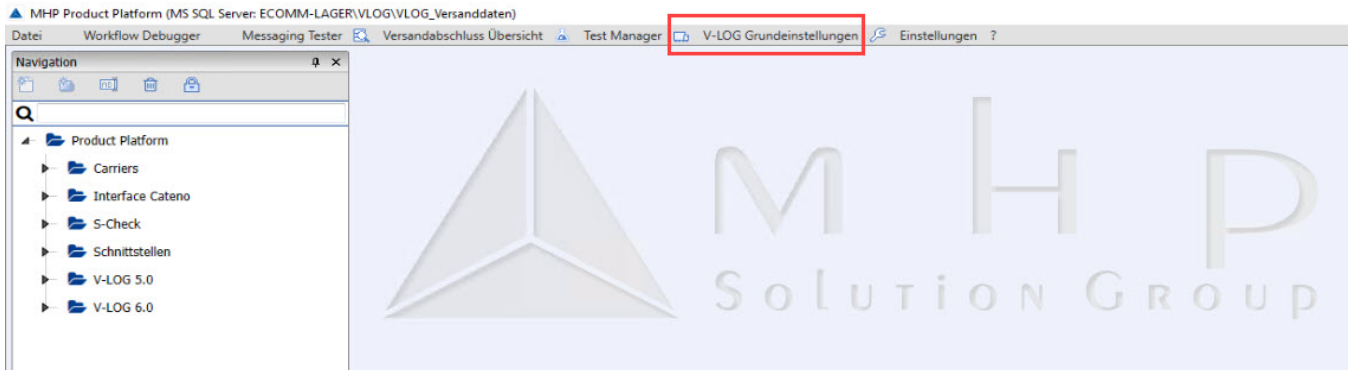 MHP Product Platform (MS SQL Server: ECOMM-LAGER\VLOG\VLOG_Versanddaten)
Datei Workflow Debugger Messaging Tester Versandabschluss Übersicht Test Manager V-LOG Grundeinstellungen Einstellungen ?
Navigation
Product Platform
Carriers
Interface Cateno
S-Check
Schnittstellen
V-LOG 5.0
V-LOG 6.0
MHP
Solution Group